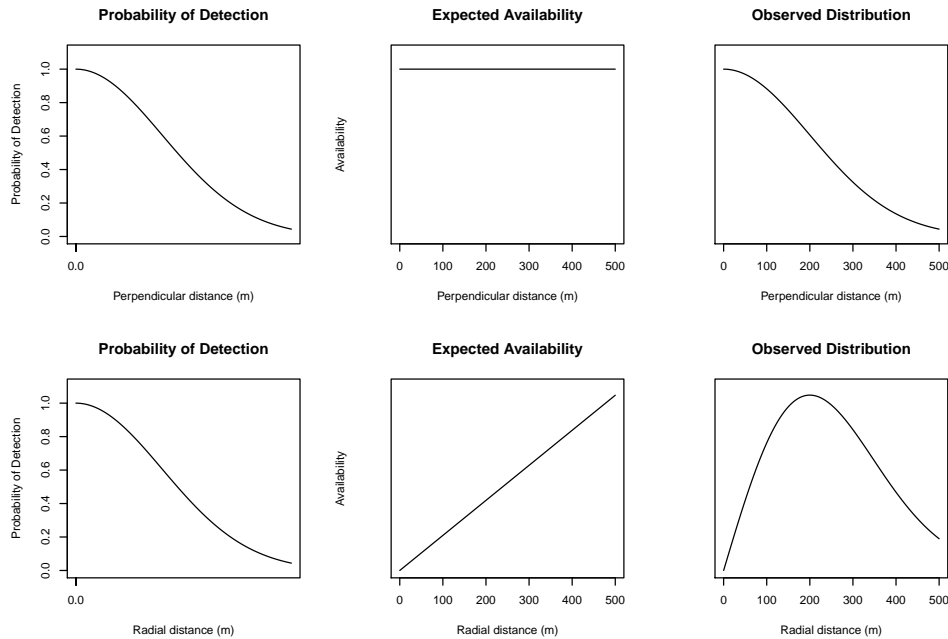 Probability of Detection
Expected Availability
Observed Distribution
Probability of Detection
0.0 0.2 0.4 0.6 0.8 1.0
0.0
Perpendicular distance (m)
Availability
0 100 200 300 400 500
Perpendicular distance (m)
0 100 200 300 400 500
Perpendicular distance (m)
Probability of Detection
Expected Availability
Observed Distribution
Probability of Detection
0.0 0.2 0.4 0.6 0.8 1.0
0.0
Radial distance (m)
Availability
0 100 200 300 400 500
Radial distance (m)
0 100 200 300 400 500
Radial distance (m)